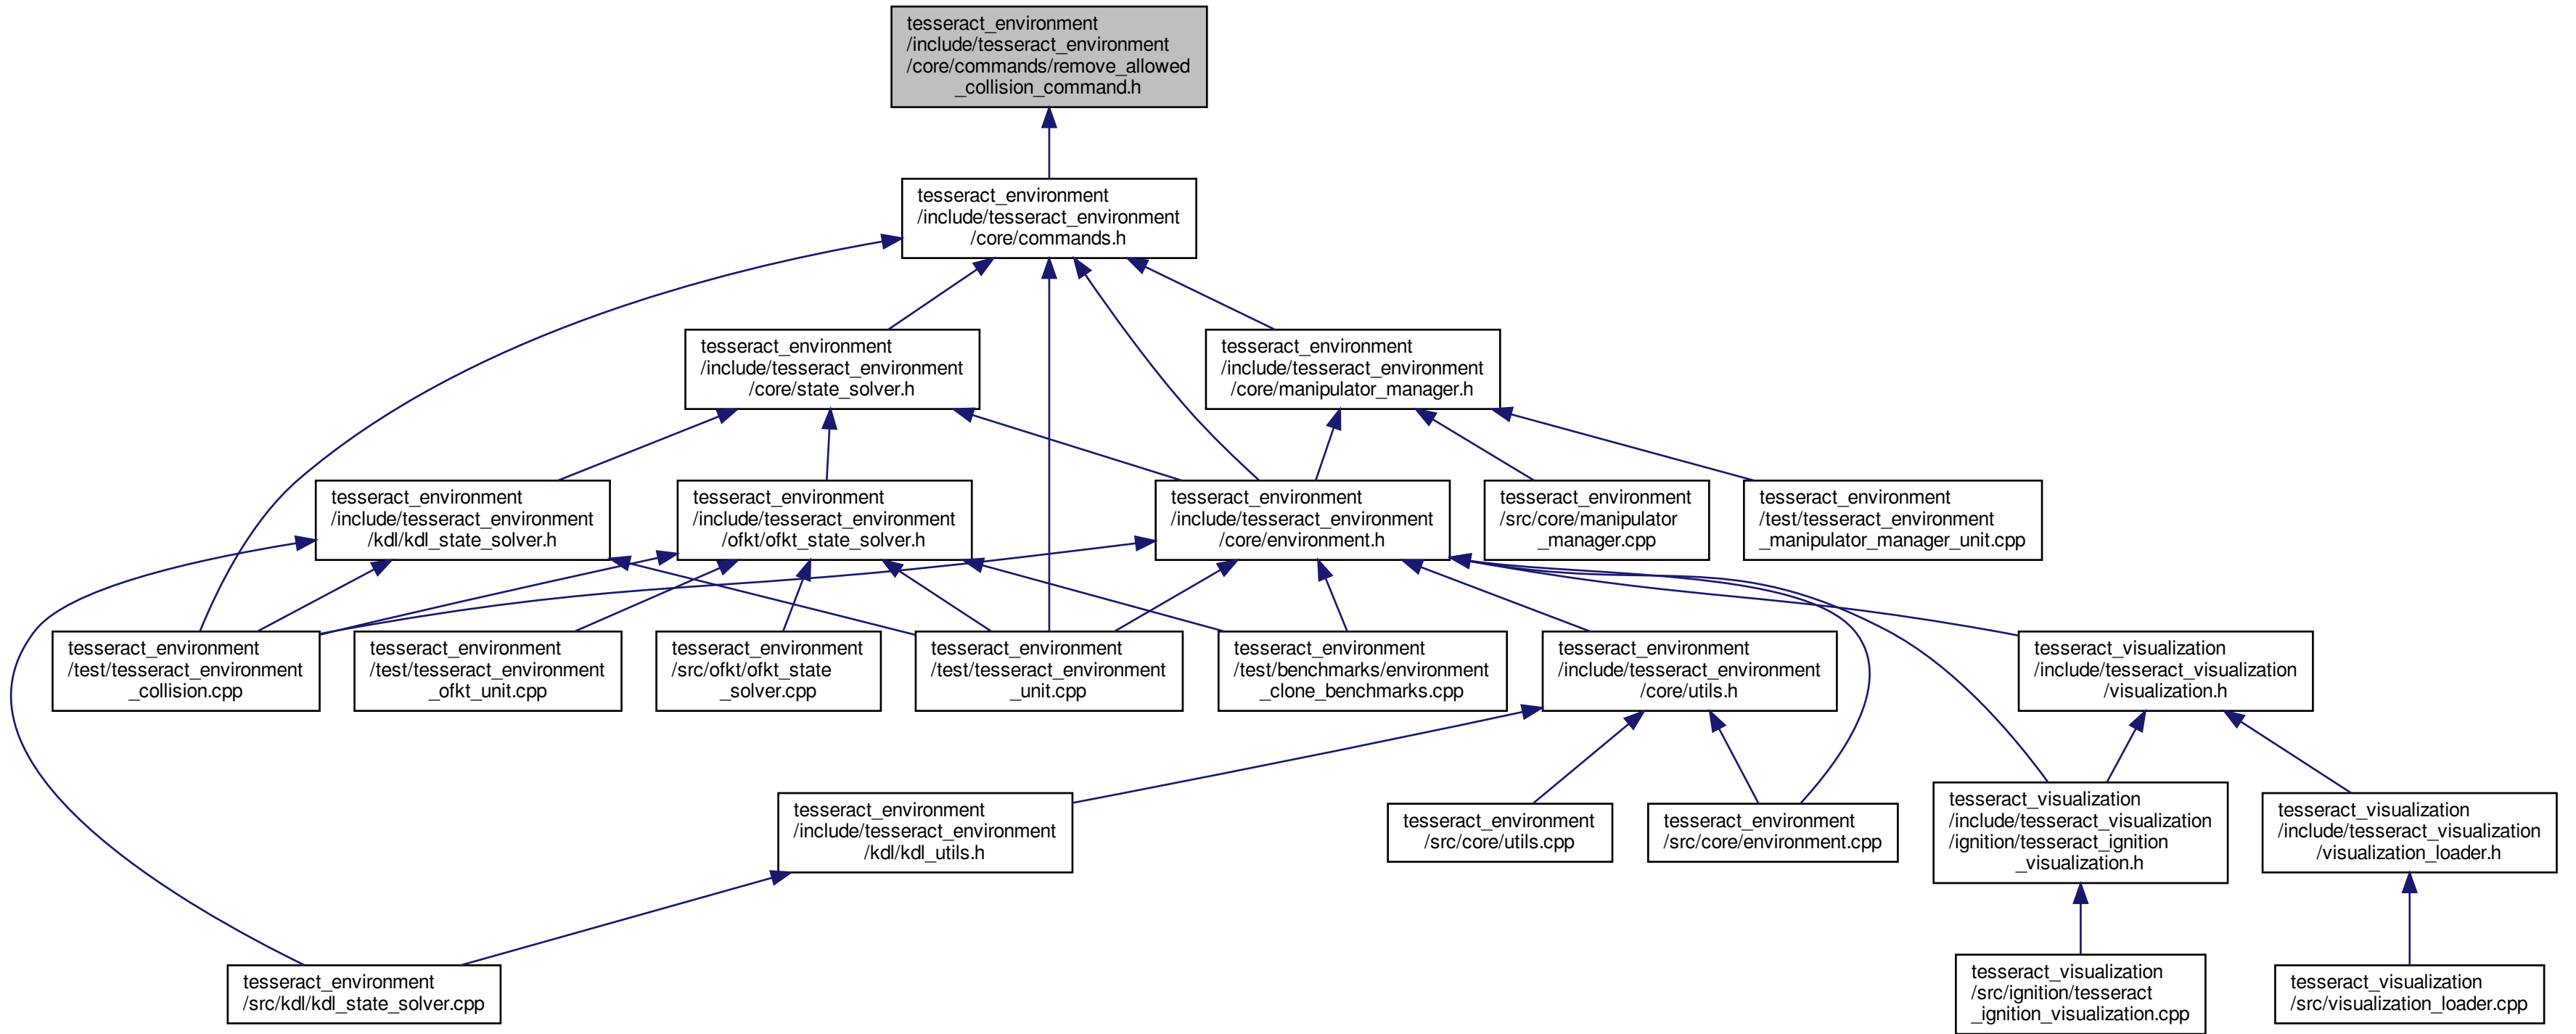 tesseract_environment
/include/tesseract_environment
/core/commands/remove_allowed
_collision_command.h
tesseract_environment
/include/tesseract_environment
/core/commands.h
tesseract_environment
/include/tesseract_environment
/core/state_solver.h
tesseract_environment
/include/tesseract_environment
/core/manipulator_manager.h
tesseract_environment
/include/tesseract_environment
/kdl/kdl_state_solver.h
tesseract_environment
/include/tesseract_environment
/ofkt/ofkt_state_solver.h
tesseract_environment
/include/tesseract_environment
/core/environment.h
tesseract_environment
/src/core/manipulator
_manager.cpp
tesseract_environment
/test/tesseract_environment
_manipulator_manager_unit.cpp
tesseract_environment
/test/tesseract_environment
_collision.cpp
tesseract_environment
/test/tesseract_environment
_ofkt_unit.cpp
tesseract_environment
/src/ofkt/ofkt_state
_solver.cpp
tesseract_environment
/test/tesseract_environment
_unit.cpp
tesseract_environment
/test/benchmarks/environment
_clone_benchmarks.cpp
tesseract_environment
/include/tesseract_environment
/core/utils.h
tesseract_visualization
/include/tesseract_visualization
/visualization.h
tesseract_environment
/include/tesseract_environment
/kdl/kdl_utils.h
tesseract_environment
/src/core/utils.cpp
tesseract_environment
/src/core/environment.cpp
tesseract_visualization
/include/tesseract_visualization
/ignition/tesseract_ignition
_visualization.h
tesseract_visualization
/include/tesseract_visualization
/visualization_loader.h
tesseract_environment
/src/kdl/kdl_state_solver.cpp
tesseract_visualization
/src/ignition/tesseract
_ignition_visualization.cpp
tesseract_visualization
/src/visualization_loader.cpp